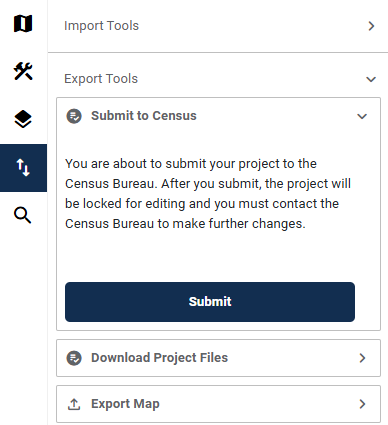 Import Tools
Export Tools
Submit to Census
You are about to submit your project to the
Census Bureau. After you submit, the project will
be locked for editing and you must contact the
Census Bureau to make further changes.
Submit
Download Project Files
Export Map